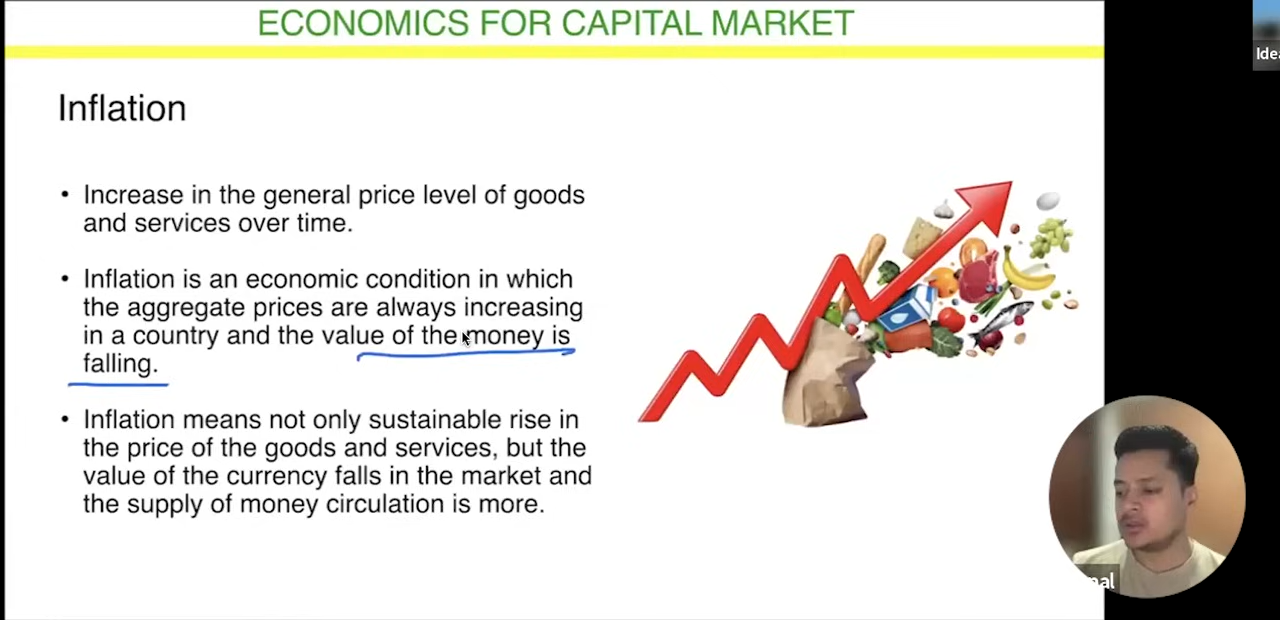 ECONOMICS FOR CAPITAL MARKET
Inflation
• Increase in the general price level of goods
and services over time.
• Inflation is an economic condition in which
the aggregate prices are always increasing
in a country and the value of the money is
falling.
• Inflation means not only sustainable rise in
the price of the goods and services, but the
value of the currency falls in the market and
the supply of money circulation is more.